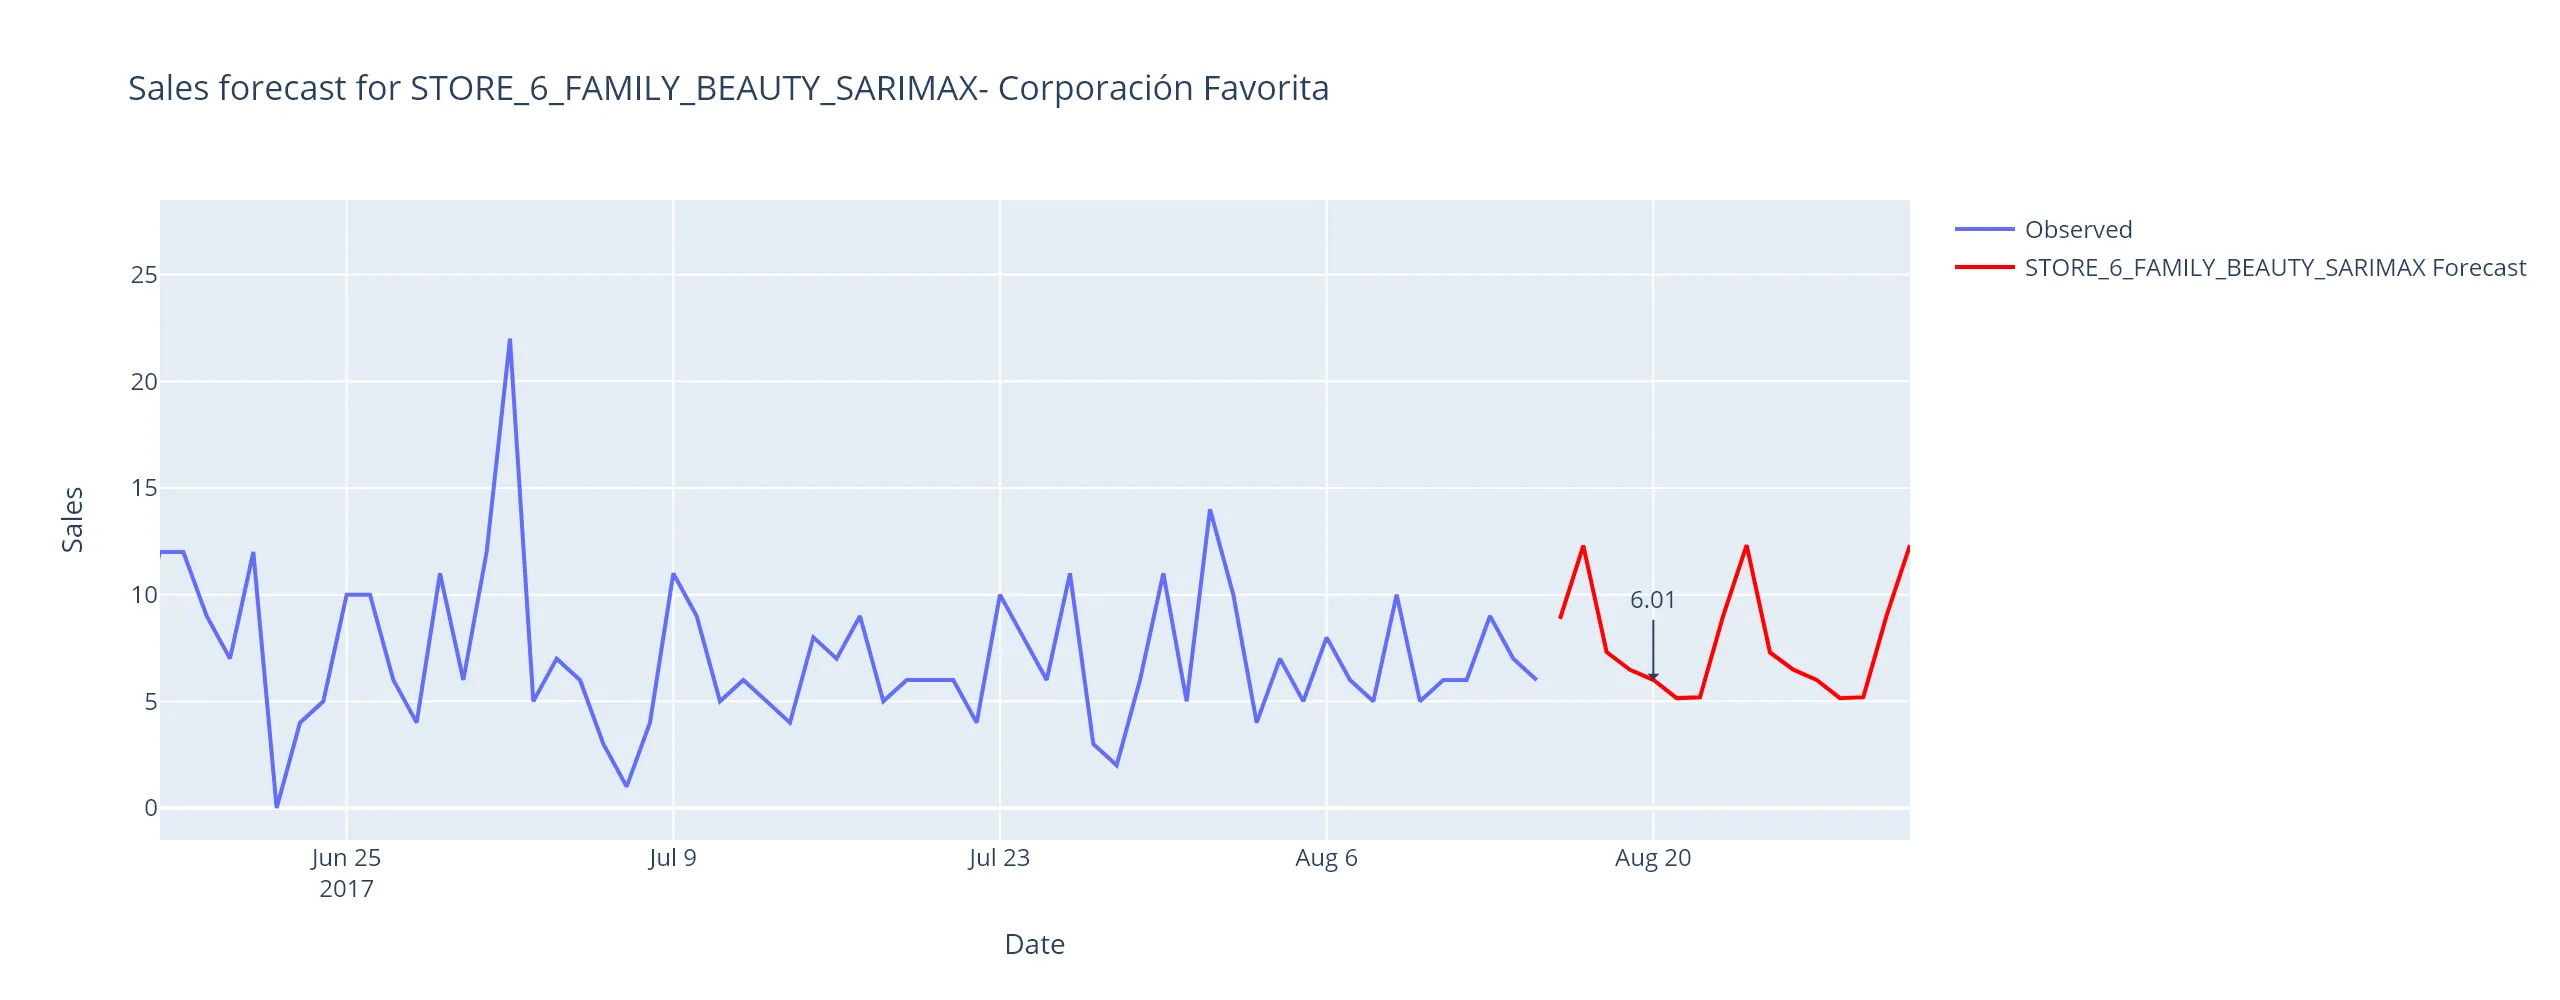 Sales forecast for STORE_6_FAMILY_BEAUTY_SARIMAX- Corporación Favorita
Observed
STORE_6_FAMILY_BEAUTY_SARIMAX Forecast
25
20
15
10
5
0
Sales
6.01
Jun 25
2017
Jul 9
Jul 23
Aug 6
Aug 20
Date